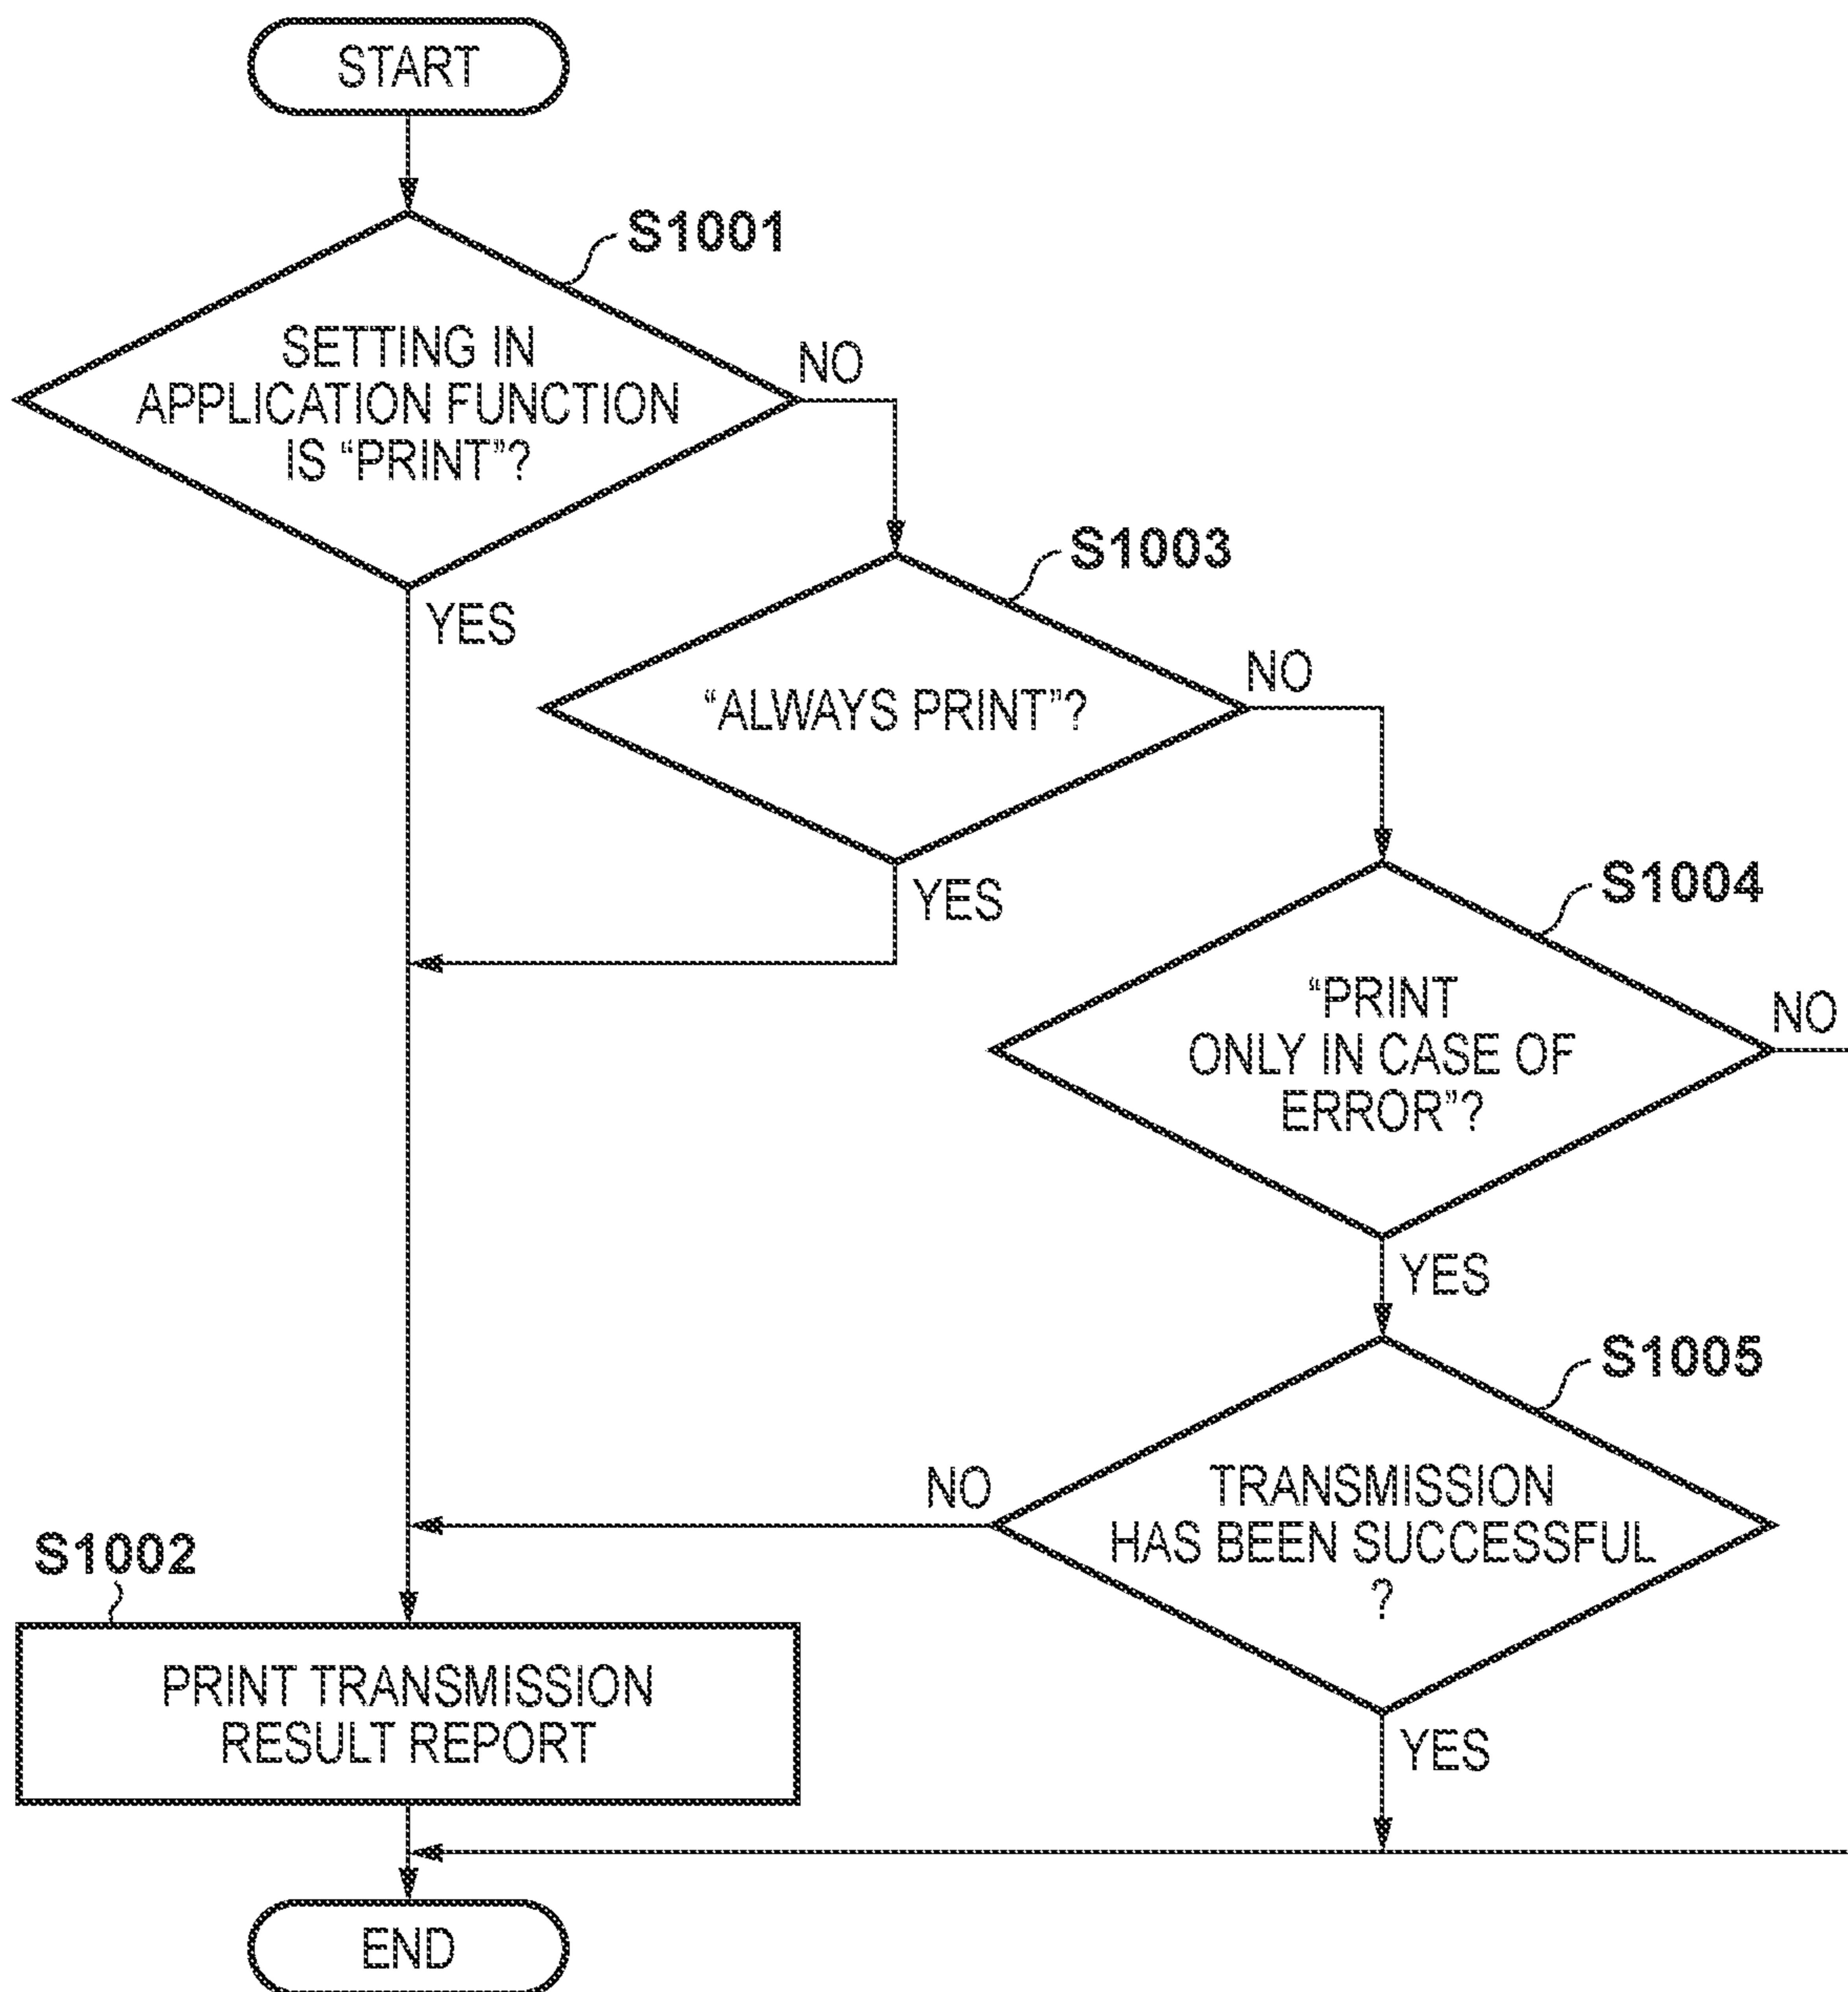 START
S1001
SETTING IN
APPLICATION FUNCTION
IS “PRINT”?
NO
YES
S1003
“ALWAYS PRINT”?
NO
YES
S1004
“PRINT
ONLY IN CASE OF
ERROR”?
NO
YES
S1005
TRANSMISSION
HAS BEEN SUCCESSFUL
?
NO
YES
S1002
PRINT TRANSMISSION
RESULT REPORT
END